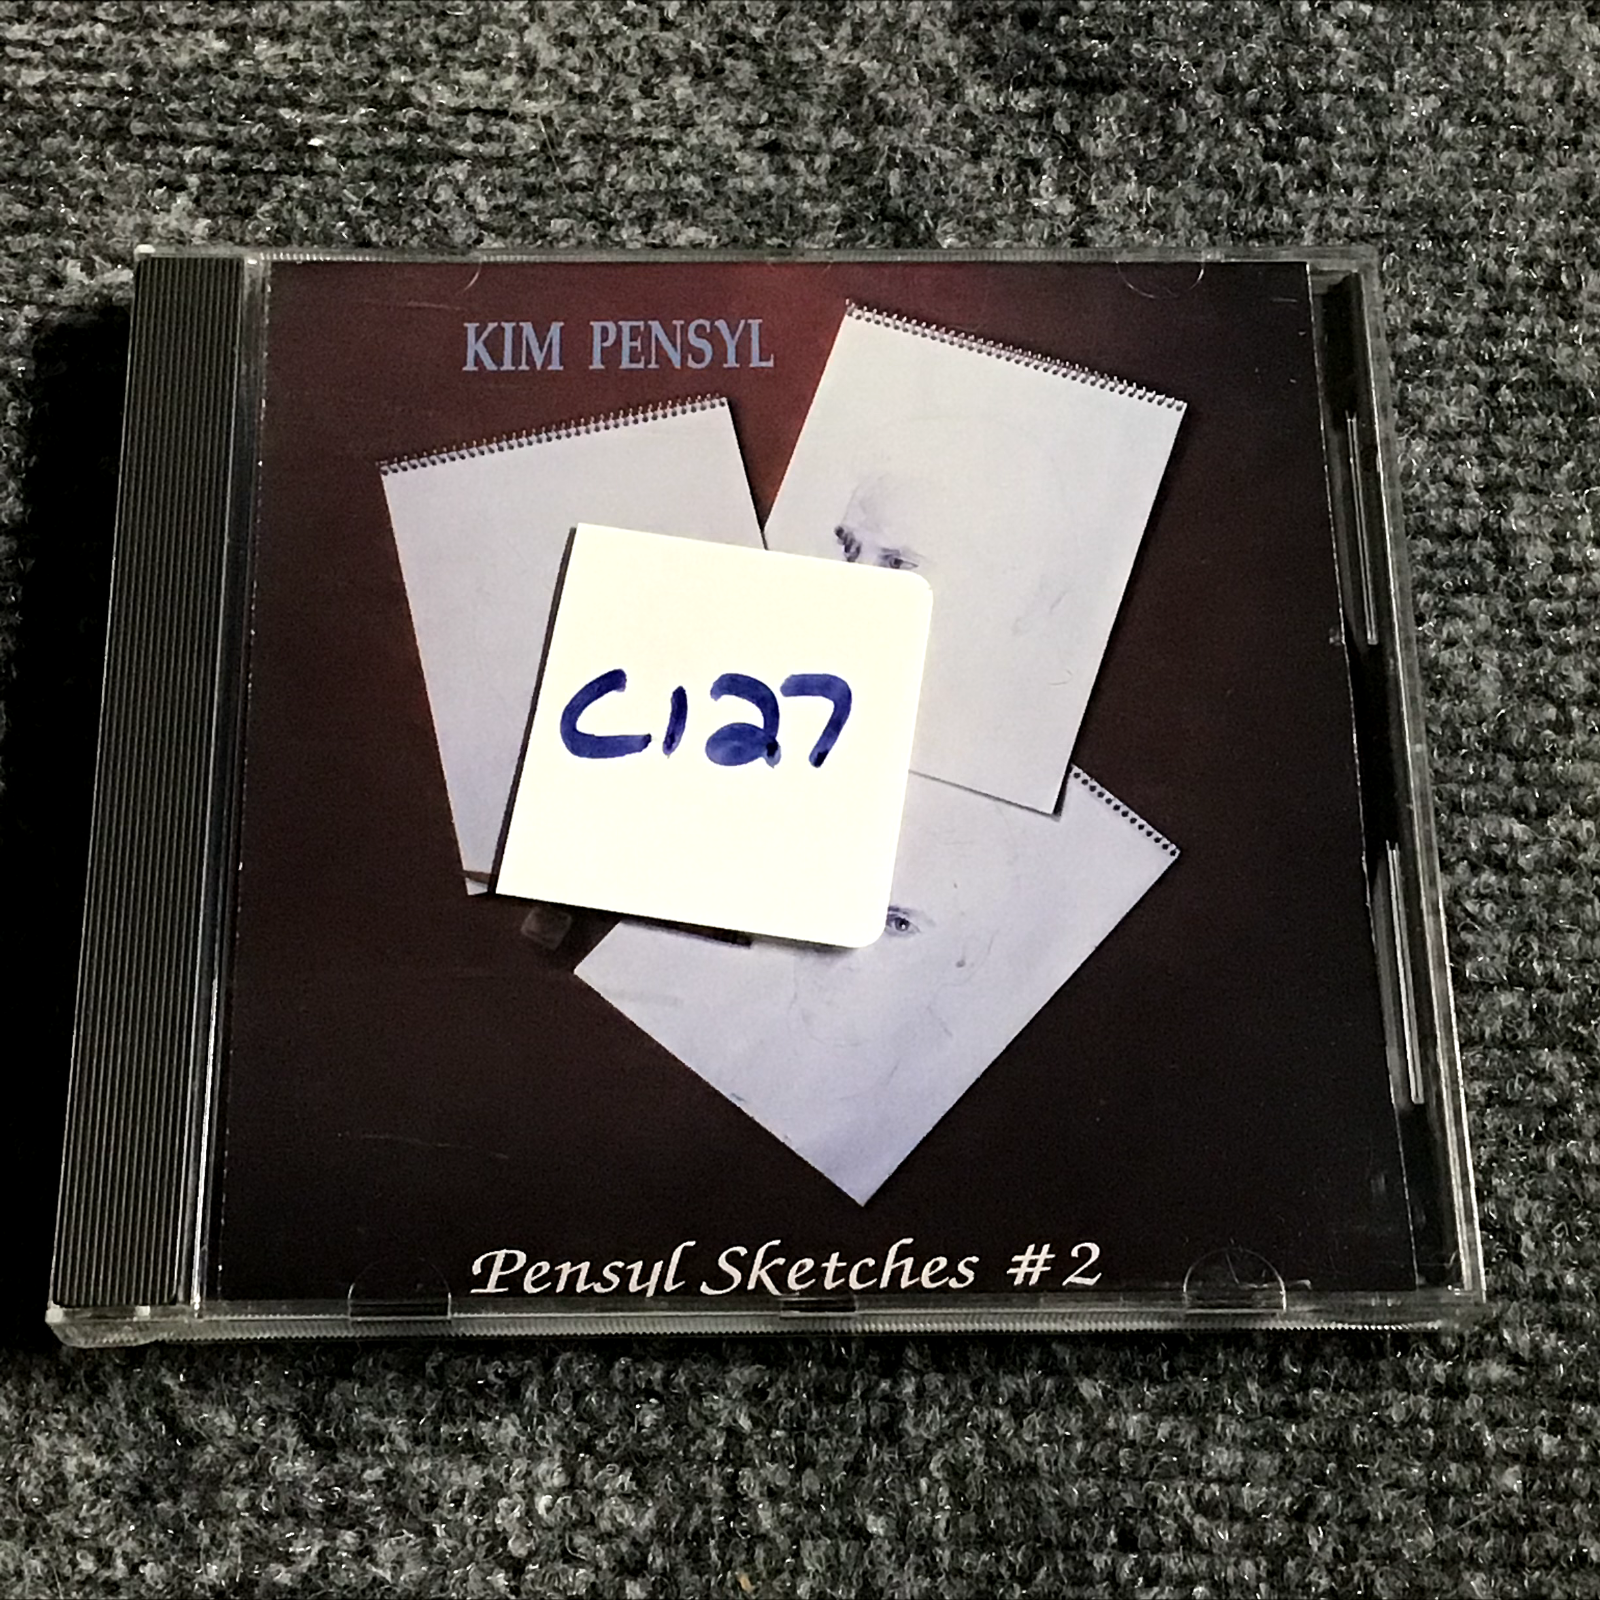 KIM PENSYL
C127
Pensyl Sketches #2